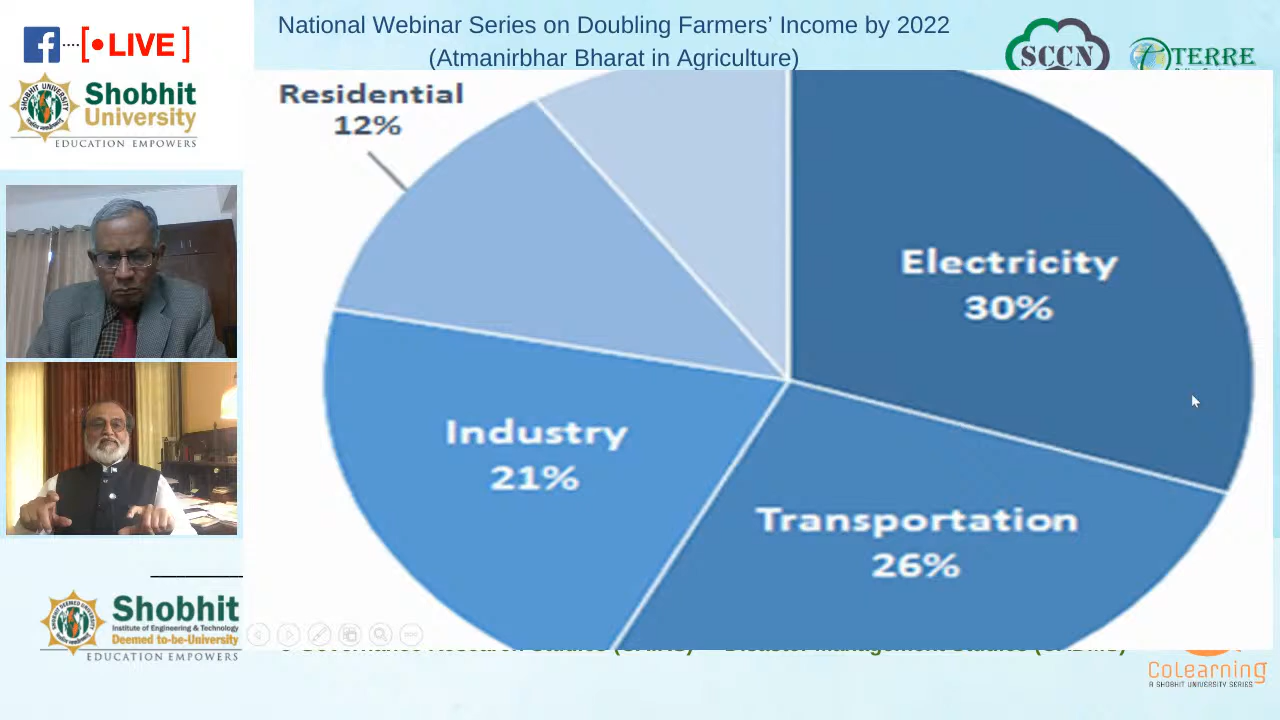 National Webinar Series on Doubling Farmers' Income by 2022
(Atmanirbhar Bharat in Agriculture)
LIVE
SCCN
TERRE
Shobhit
University
EDUCATION EMPOWERS
SHOBHIT UNIVERSITY
Residential
12%
Electricity
30%
Industry
21%
Transportation
26%
Shobhit
Institute of Engineering & Technology
Deemed to-be-University
EDUCATION EMPOWERS
CoLearning
A SHOBHIT UNIVERSITY SERIES